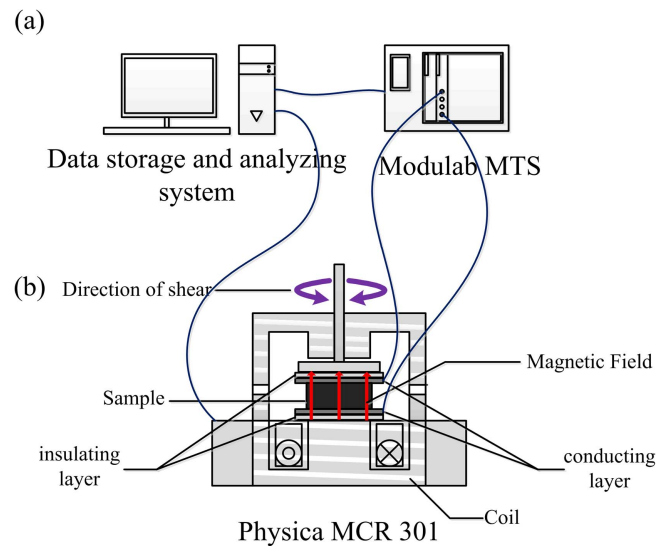 (a)
Data storage and analyzing
system
Modulab MTS
(b)
Direction of shear
Magnetic Field
Sample
insulating
layer
conducting
layer
Coil
Physica MCR 301